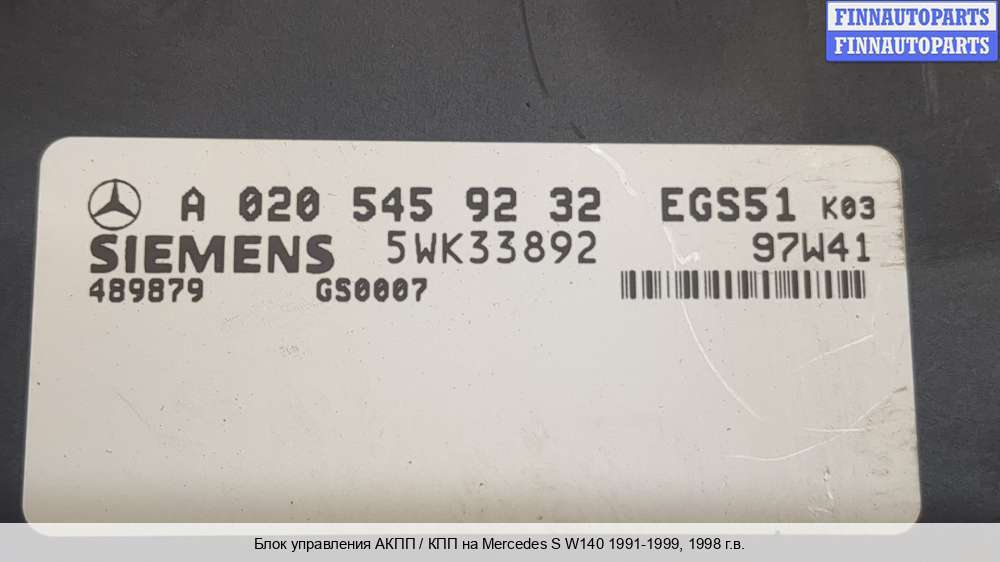 FINNAUTOPARTS
FINNAUTOPARTS
A 020 545 92 32 EGS51 K03
SIEMENS 5WK33892 97W41
489879 GS0007
Блок управления АКПП / КПП на Mercedes S W140 1991-1999, 1998 г.в.